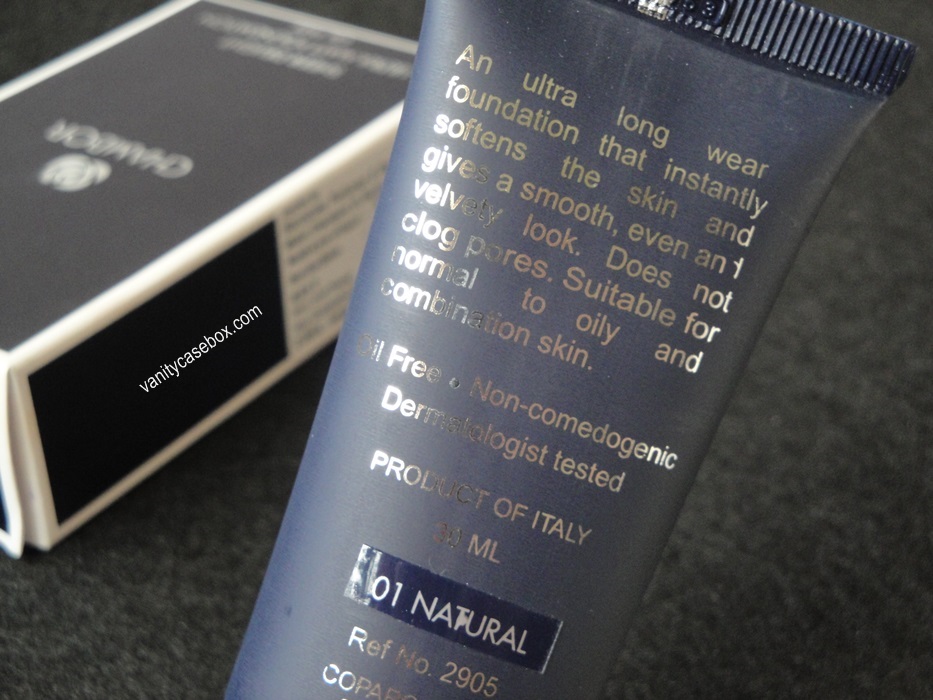 An ultra long wear
foundation that instantly
softens the skin and
gives a smooth, even and
velvety look. Does not
clog pores. Suitable for
normal to oily and
combination skin.
Oil Free • Non-comedogenic
Dermatologist tested
PRODUCT OF ITALY
30 ML
01 NATURAL
Ref No. 2905
CHAMBOR
vanitycasebox.com